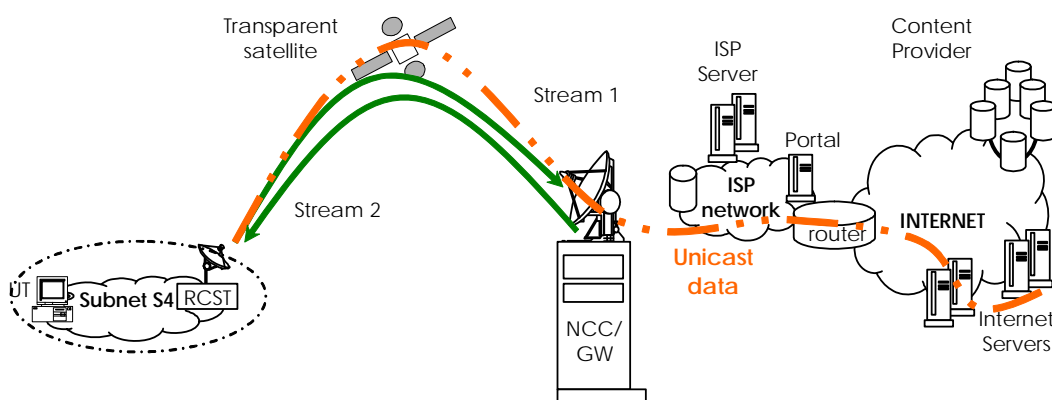 Transparent
satellite
ISP
Server
Content
Provider
Stream 1
Portal
ISP
network
INTERNET
router
Stream 2
Unicast
data
UT
Subnet S4
RCST
NCC/
GW
Internet
Servers